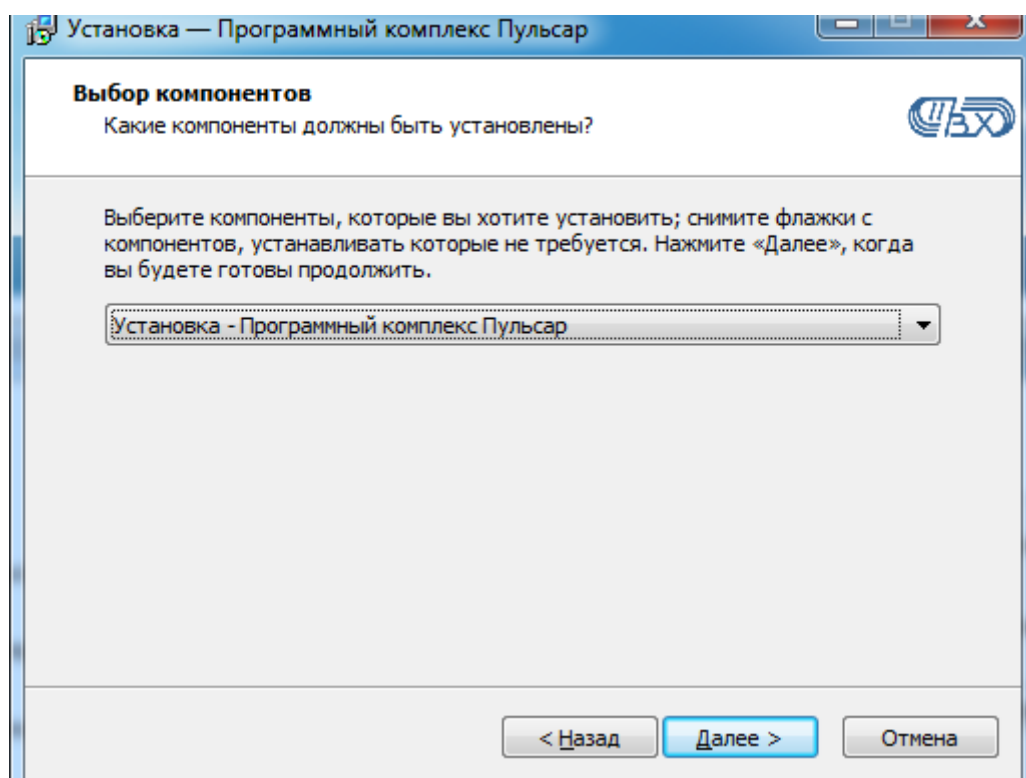 Установка — Программный комплекс Пульсар
Выбор компонентов
Какие компоненты должны быть установлены?
Выберите компоненты, которые вы хотите установить; снимите флажки с
компонентов, устанавливать которые не требуется. Нажмите «Далее», когда
вы будете готовы продолжить.
Установка - Программный комплекс Пульсар
< Назад
Далее >
Отмена